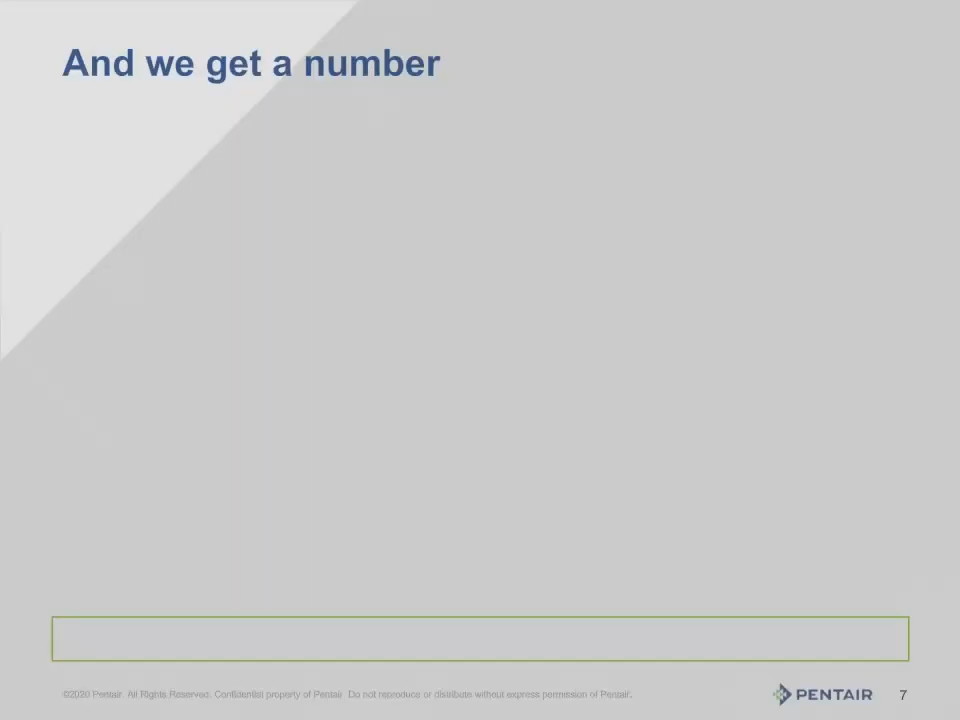 And we get a number
©2020 Pentair. All Rights Reserved. Confidential property of Pentair. Do not reproduce or distribute without express permission of Pentair.
PENTAIR
7